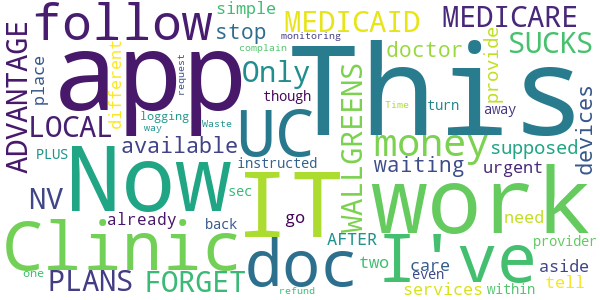 follow
simple
MEDICAID
MEDICARE
stop
monitoring
complain
doctor
SUCKS
ADVANTAGE
place
app
different
request
Only
This
provide
though
devices
LOCAL
logging
way
Waste
UC
WALLGREENS
Time
turn
away
money
PLUS
available
supposed
Now
instructed
waiting
urgent
NV
IT
work
sec
already
back
go
need
Clinic
doc
AFTER
I've
provider
two
care
even
aside
one
PLANS
FORGET
refund
services
within
tell